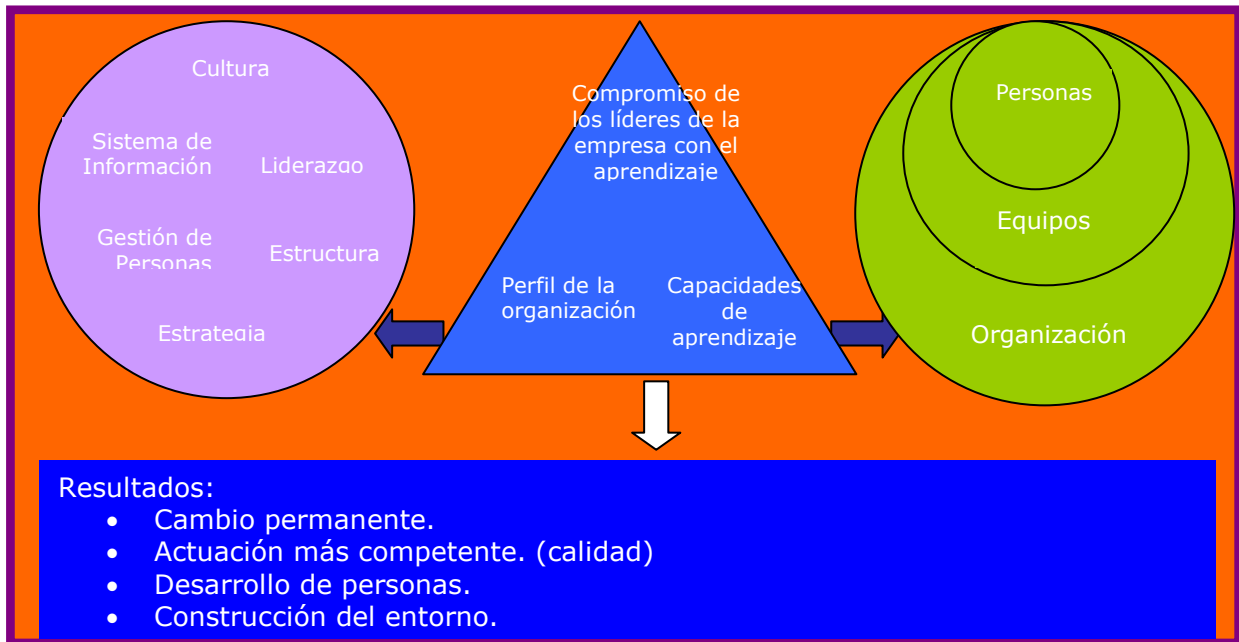 Cultura
Sistema de
Información
Liderazgo
Gestión de
Personas
Estructura
Estrategia
Compromiso de
los líderes de la
empresa con el
aprendizaje
Perfil de la
organización
Capacidades
de
aprendizaje
Personas
Equipos
Organización
Resultados:
• Cambio permanente.
• Actuación más competente. (calidad)
• Desarrollo de personas.
• Construcción del entorno.